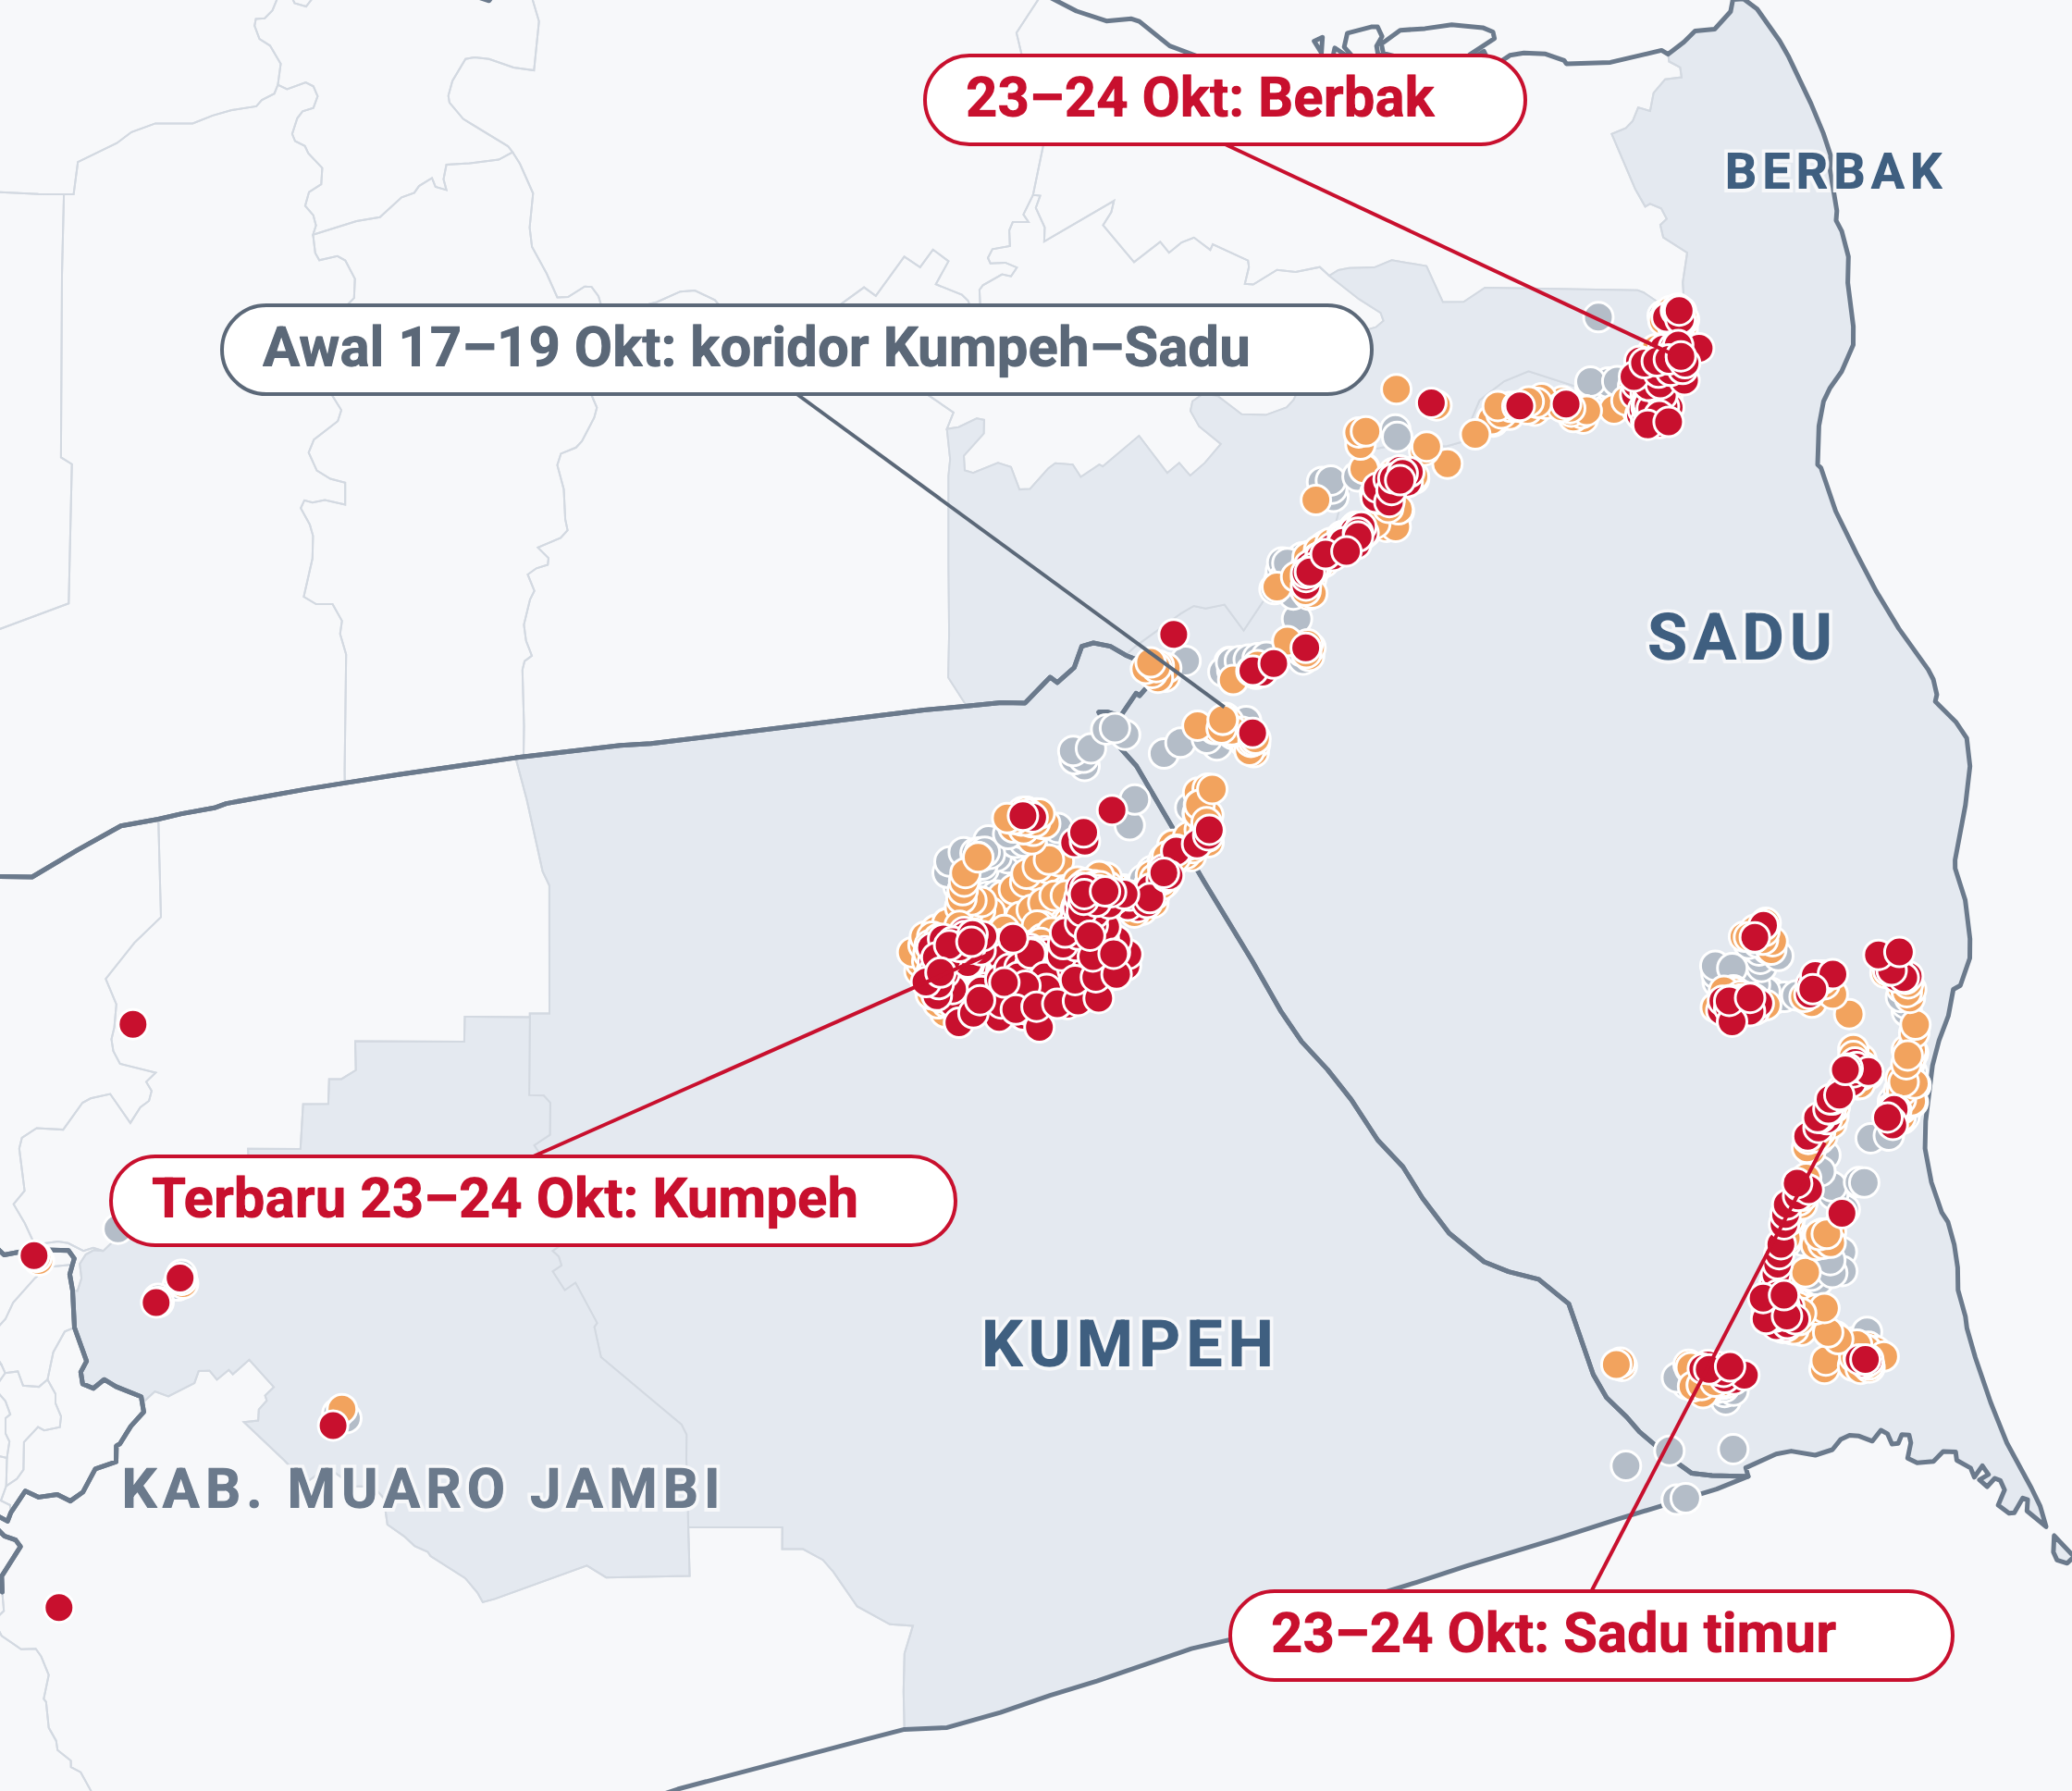 23–24 Okt: Berbak
BERBAK
Awal 17–19 Okt: koridor Kumpeh–Sadu
SADU
Terbaru 23–24 Okt: Kumpeh
KUMPEH
KAB. MUARO JAMBI
23–24 Okt: Sadu timur